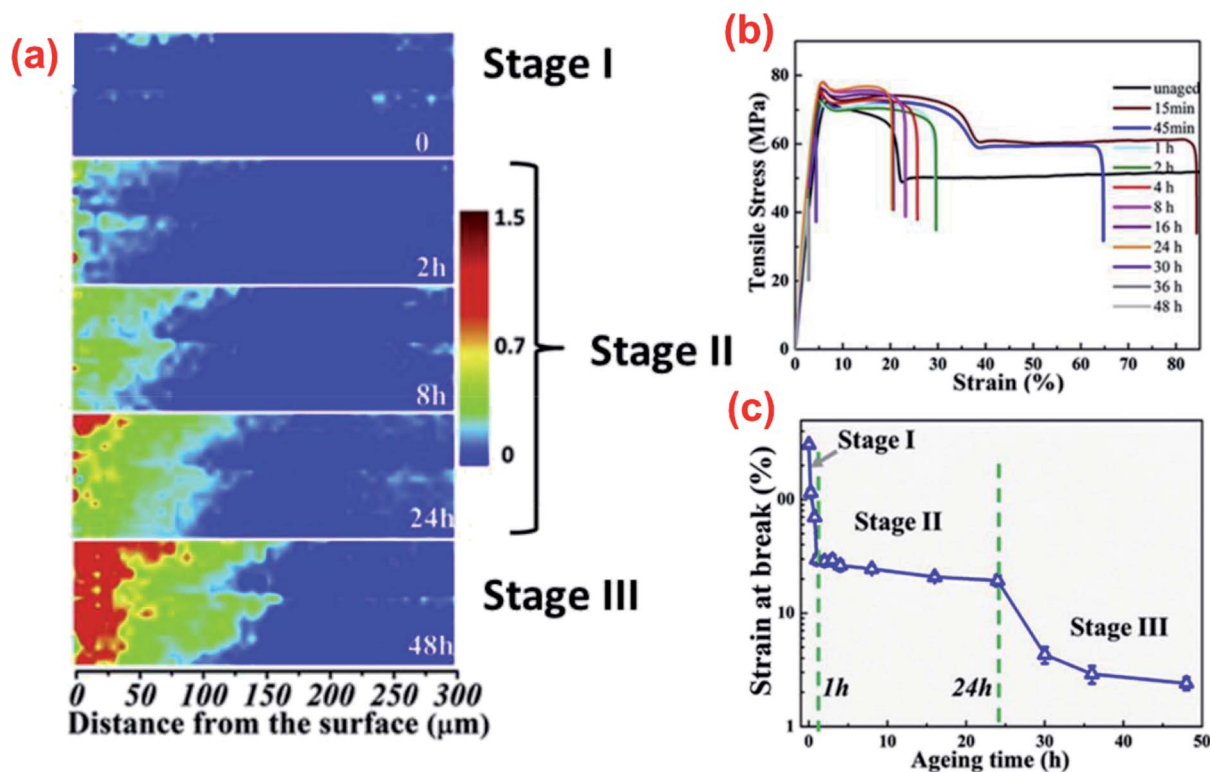 (a)
Stage I
0
2h
8h
24h
48h
1.5
0.7
0
Stage II
Stage III
0 50 100 150 200 250 300
Distance from the surface (μm)
(b)
80
60
40
20
0
Tensile Stress (MPa)
unaged
15min
45min
1 h
2 h
4 h
8 h
16 h
24 h
30 h
36 h
48 h
0 10 20 30 40 50 60 70 80
Strain (%)
(c)
Strain at break (%)
00
10
1
Stage I
Stage II
Stage III
1h
24h
0 10 20 30 40 50
Ageing time (h)